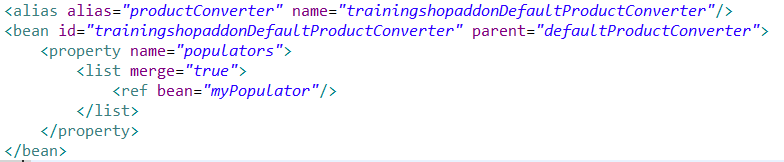 <alias alias="productConverter" name="trainingshopaddonDefaultProductConverter"/>
<bean id="trainingshopaddonDefaultProductConverter" parent="defaultProductConverter">
    <property name="populators">
        <list merge="true">
            <ref bean="myPopulator"/>
        </list>
    </property>
</bean>